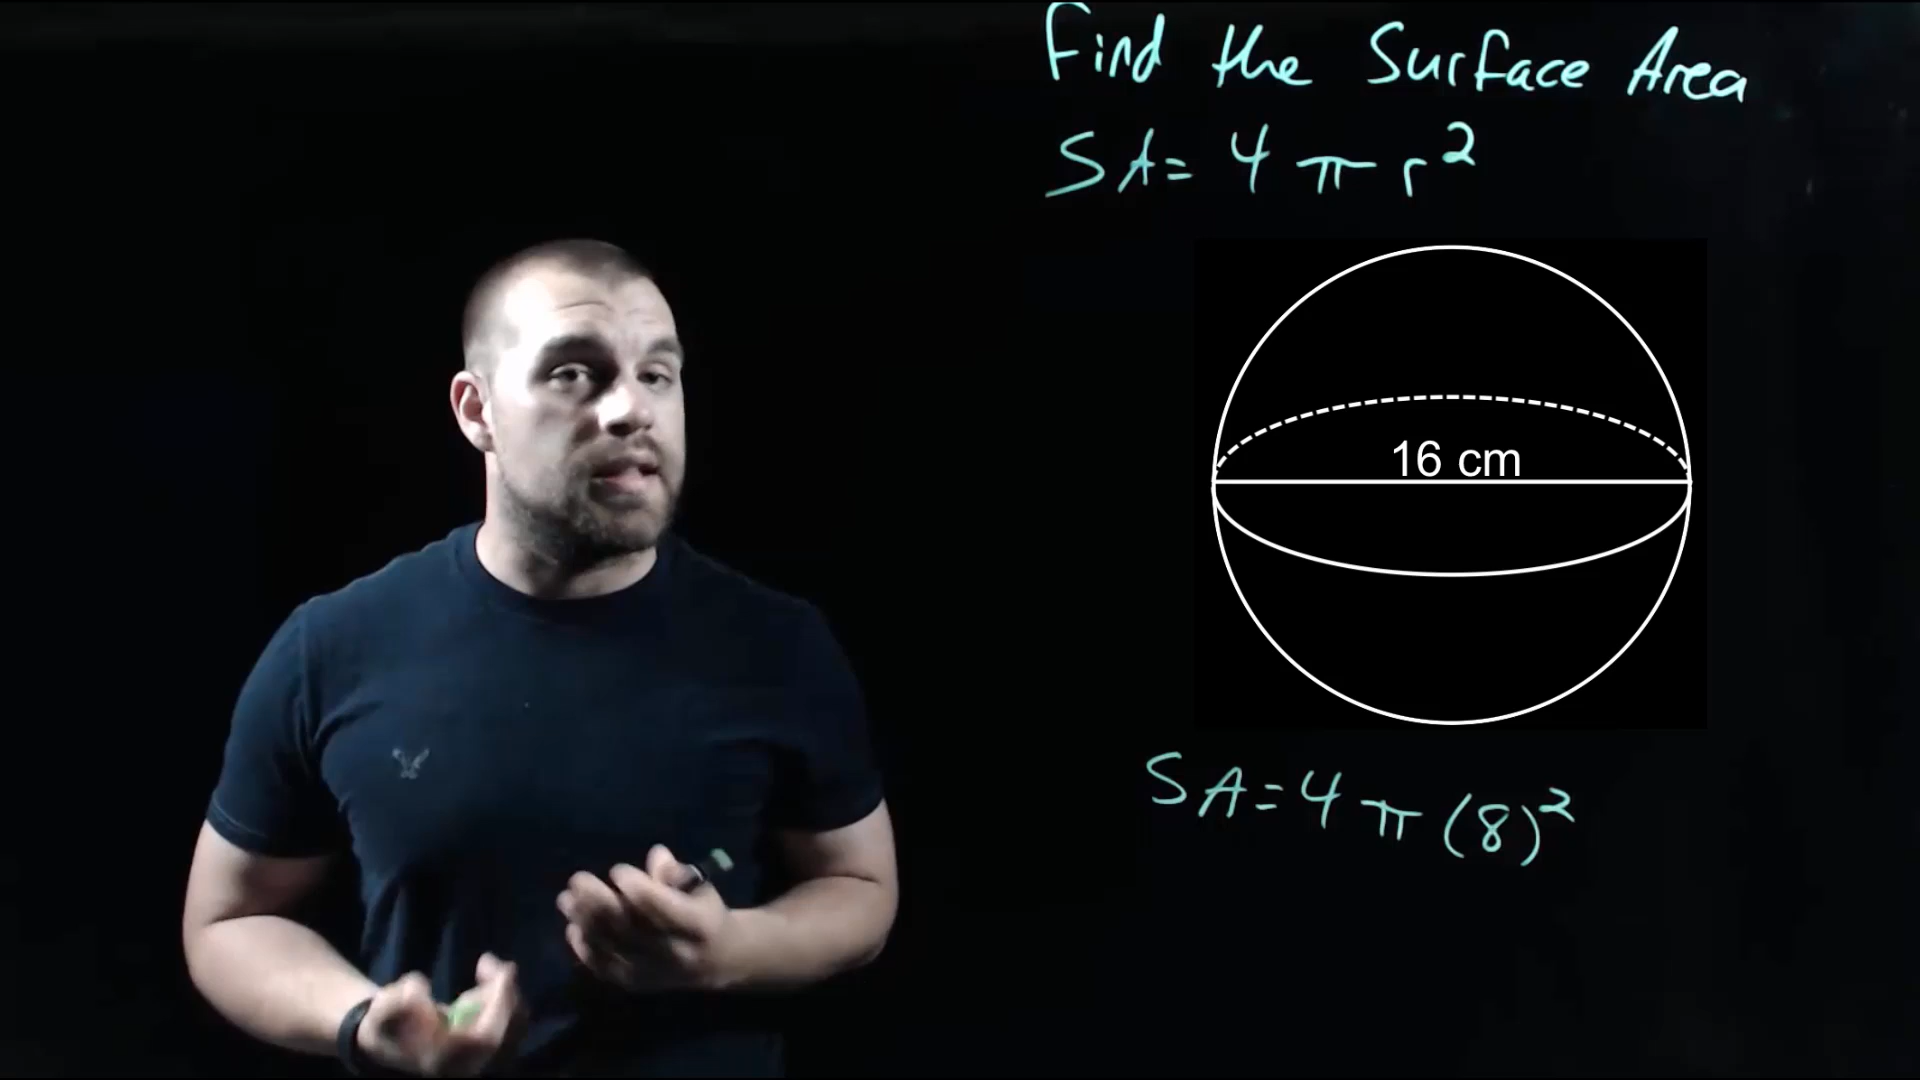 Find the Surface Area
SA = 4 π r²
16 cm
SA = 4 π (8)²